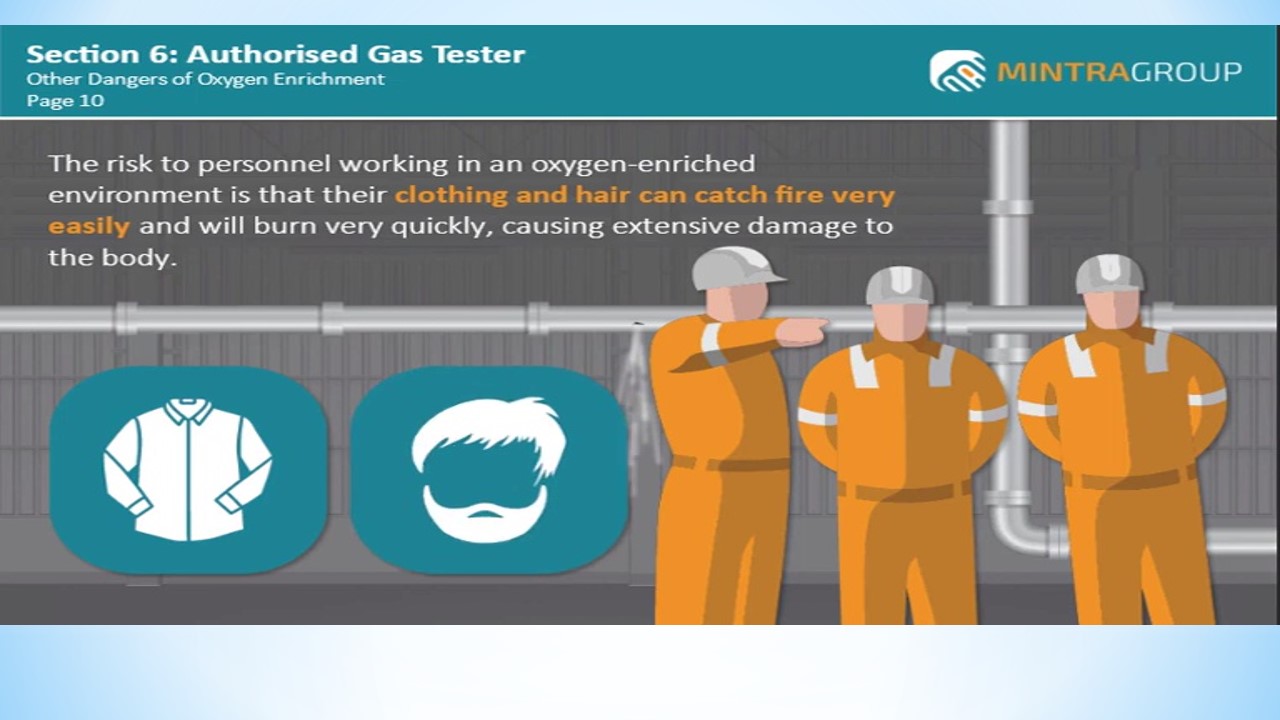 Section 6: Authorised Gas Tester
Other Dangers of Oxygen Enrichment
Page 10
MINTRAGROUP
The risk to personnel working in an oxygen-enriched
environment is that their clothing and hair can catch fire very
easily and will burn very quickly, causing extensive damage to
the body.